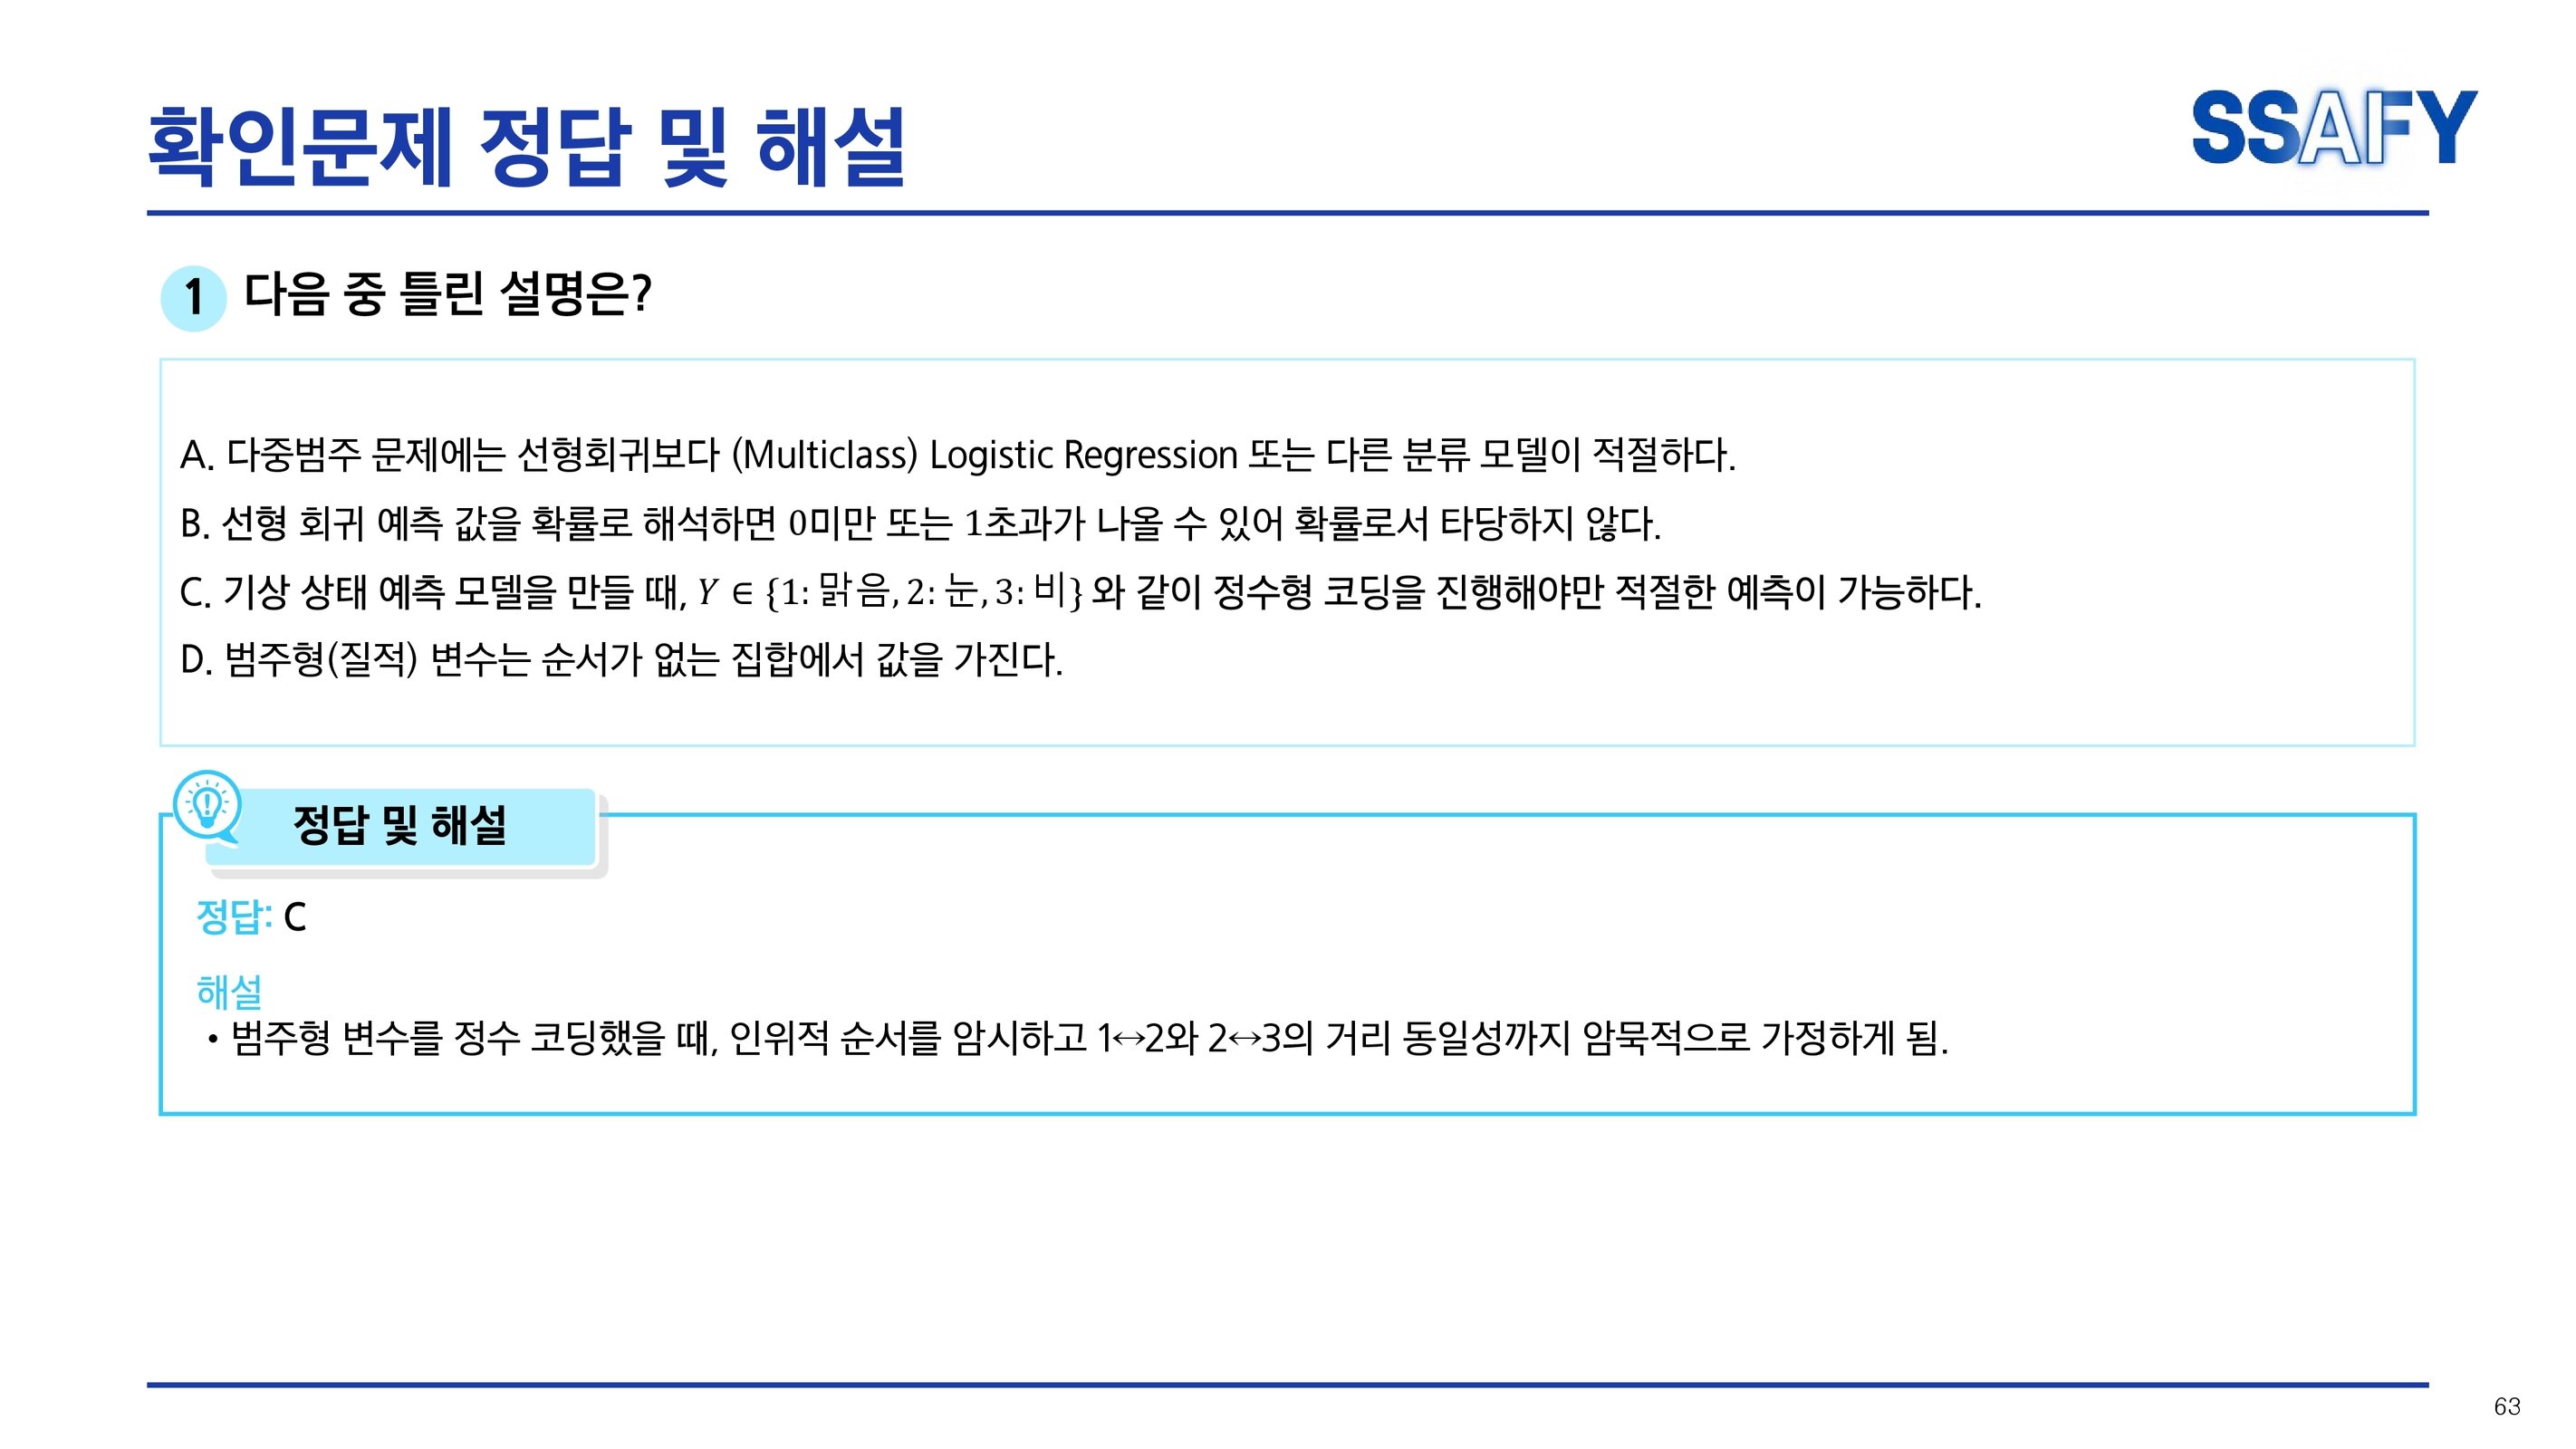 확인문제 정답 및 해설
SSAFY
1 다음 중 틀린 설명은?
A. 다중범주 문제에는 선형회귀보다 (Multiclass) Logistic Regression 또는 다른 분류 모델이 적절하다.
B. 선형 회귀 예측 값을 확률로 해석하면 0미만 또는 1초과가 나올 수 있어 확률로서 타당하지 않다.
C. 기상 상태 예측 모델을 만들 때, Y ∈ {1: 맑음, 2: 눈, 3: 비} 와 같이 정수형 코딩을 진행해야만 적절한 예측이 가능하다.
D. 범주형(질적) 변수는 순서가 없는 집합에서 값을 가진다.
정답 및 해설
정답: C
해설
• 범주형 변수를 정수 코딩했을 때, 인위적 순서를 암시하고 1↔2와 2↔3의 거리 동일성까지 암묵적으로 가정하게 됨.
63